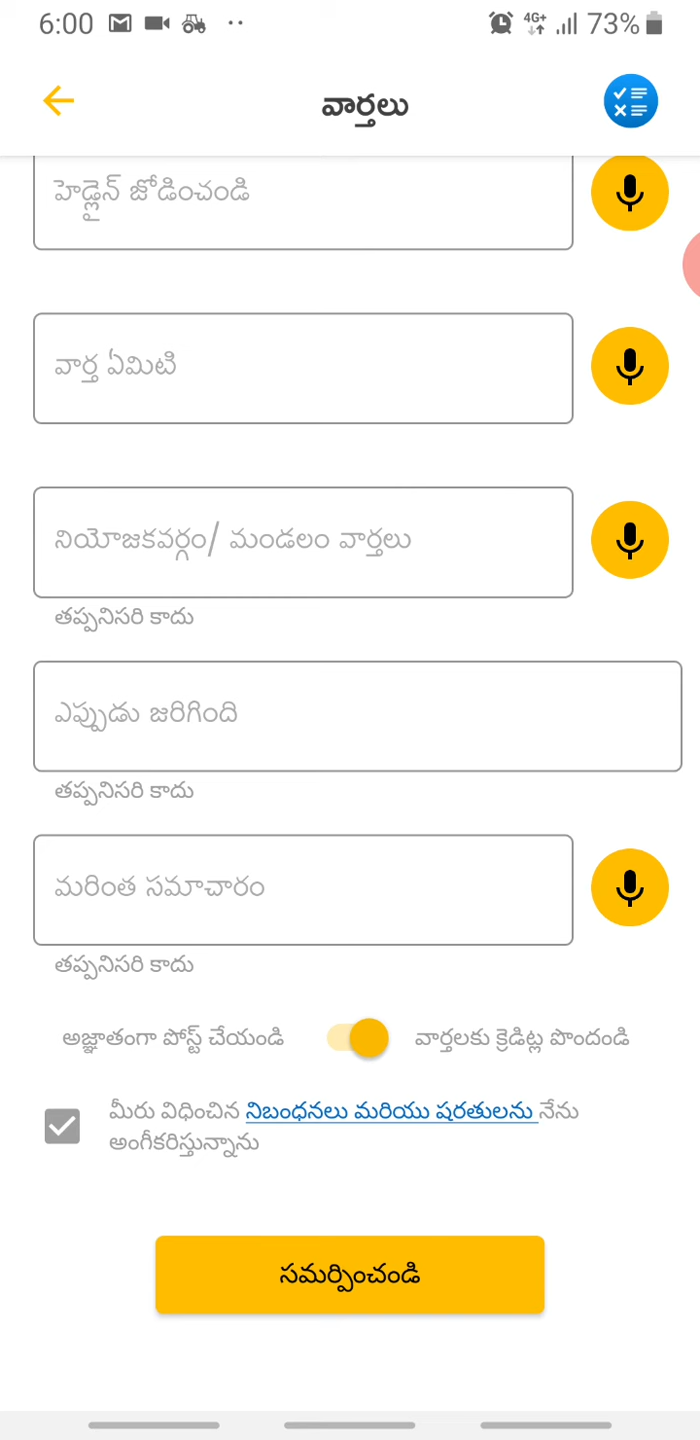 6:00 4G+ 73%
వార్తలు
హెడ్లైన్ జోడించండి
వార్త ఏమిటి
నియోజకవర్గం/ మండలం వార్తలు
తప్పనిసరి కాదు
ఎప్పుడు జరిగింది
తప్పనిసరి కాదు
మరింత సమాచారం
తప్పనిసరి కాదు
అజ్ఞాతంగా పోస్ట్ చేయండి వార్తలకు క్రెడిట్ల పొందండి
మీరు విధించిన నిబంధనలు మరియు షరతులను నేను
అంగీకరిస్తున్నాను
సమర్పించండి